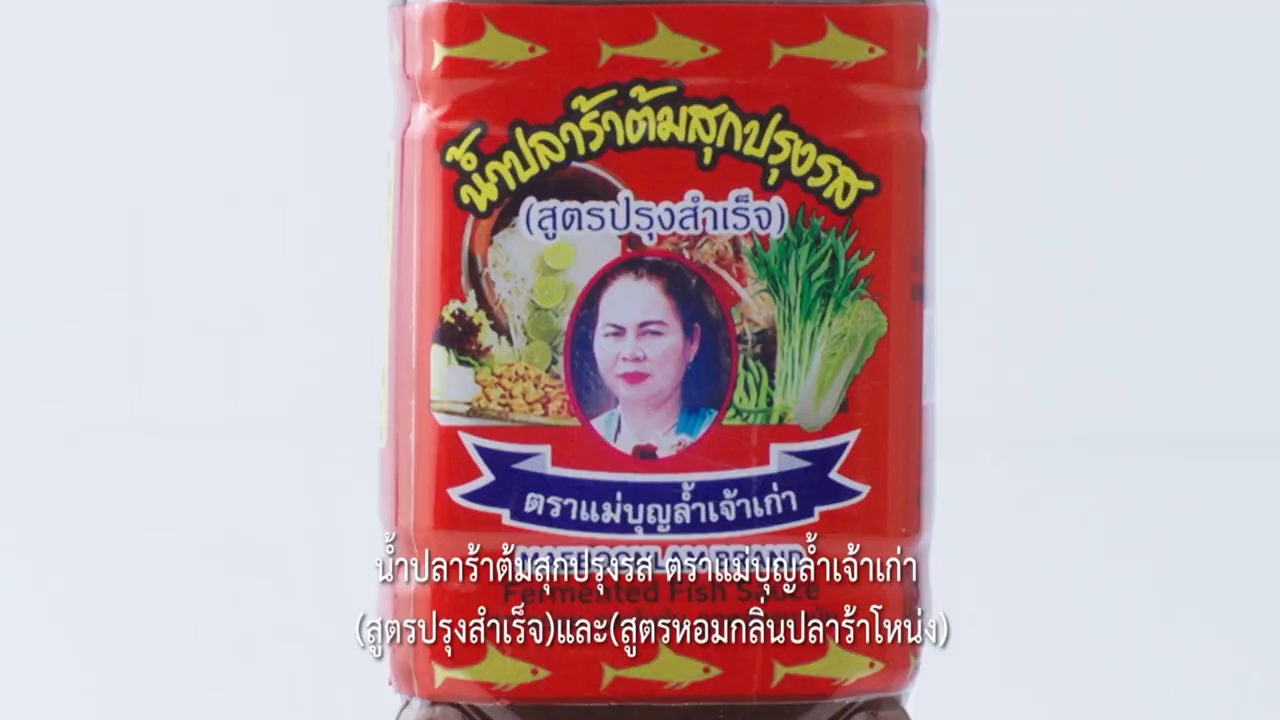 น้ำปลาร้าต้มสุกปรุงรส
(สูตรปรุงสำเร็จ)
ตราแม่บุญล้ำเจ้าเก่า
น้ำปลาร้าต้มสุกปรุงรส ตราแม่บุญล้ำเจ้าเก่า
Fermented Fish Sauce
(สูตรปรุงสำเร็จ)และ(สูตรหอมกลิ่นปลาร้าโหน่ง)